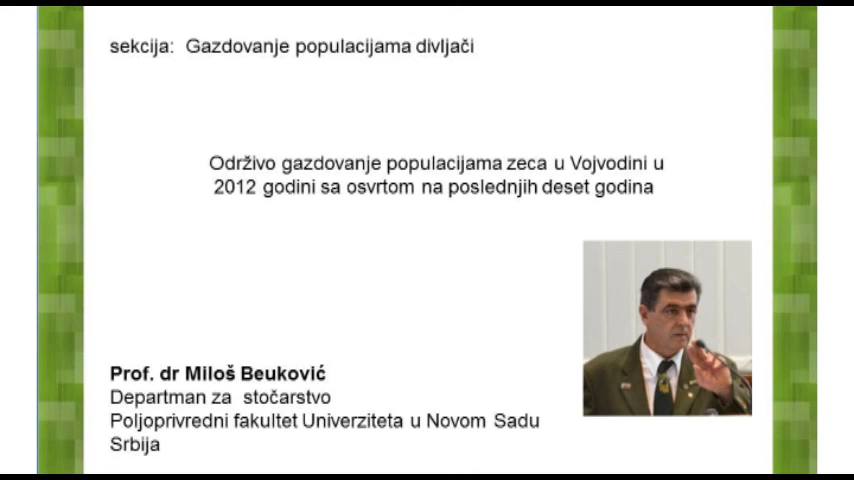 sekcija: Gazdovanje populacijama divljači
Održivo gazdovanje populacijama zeca u Vojvodini u
2012 godini sa osvrtom na poslednjih deset godina
Prof. dr Miloš Beuković
Departman za stočarstvo
Poljoprivredni fakultet Univerziteta u Novom Sadu
Srbija